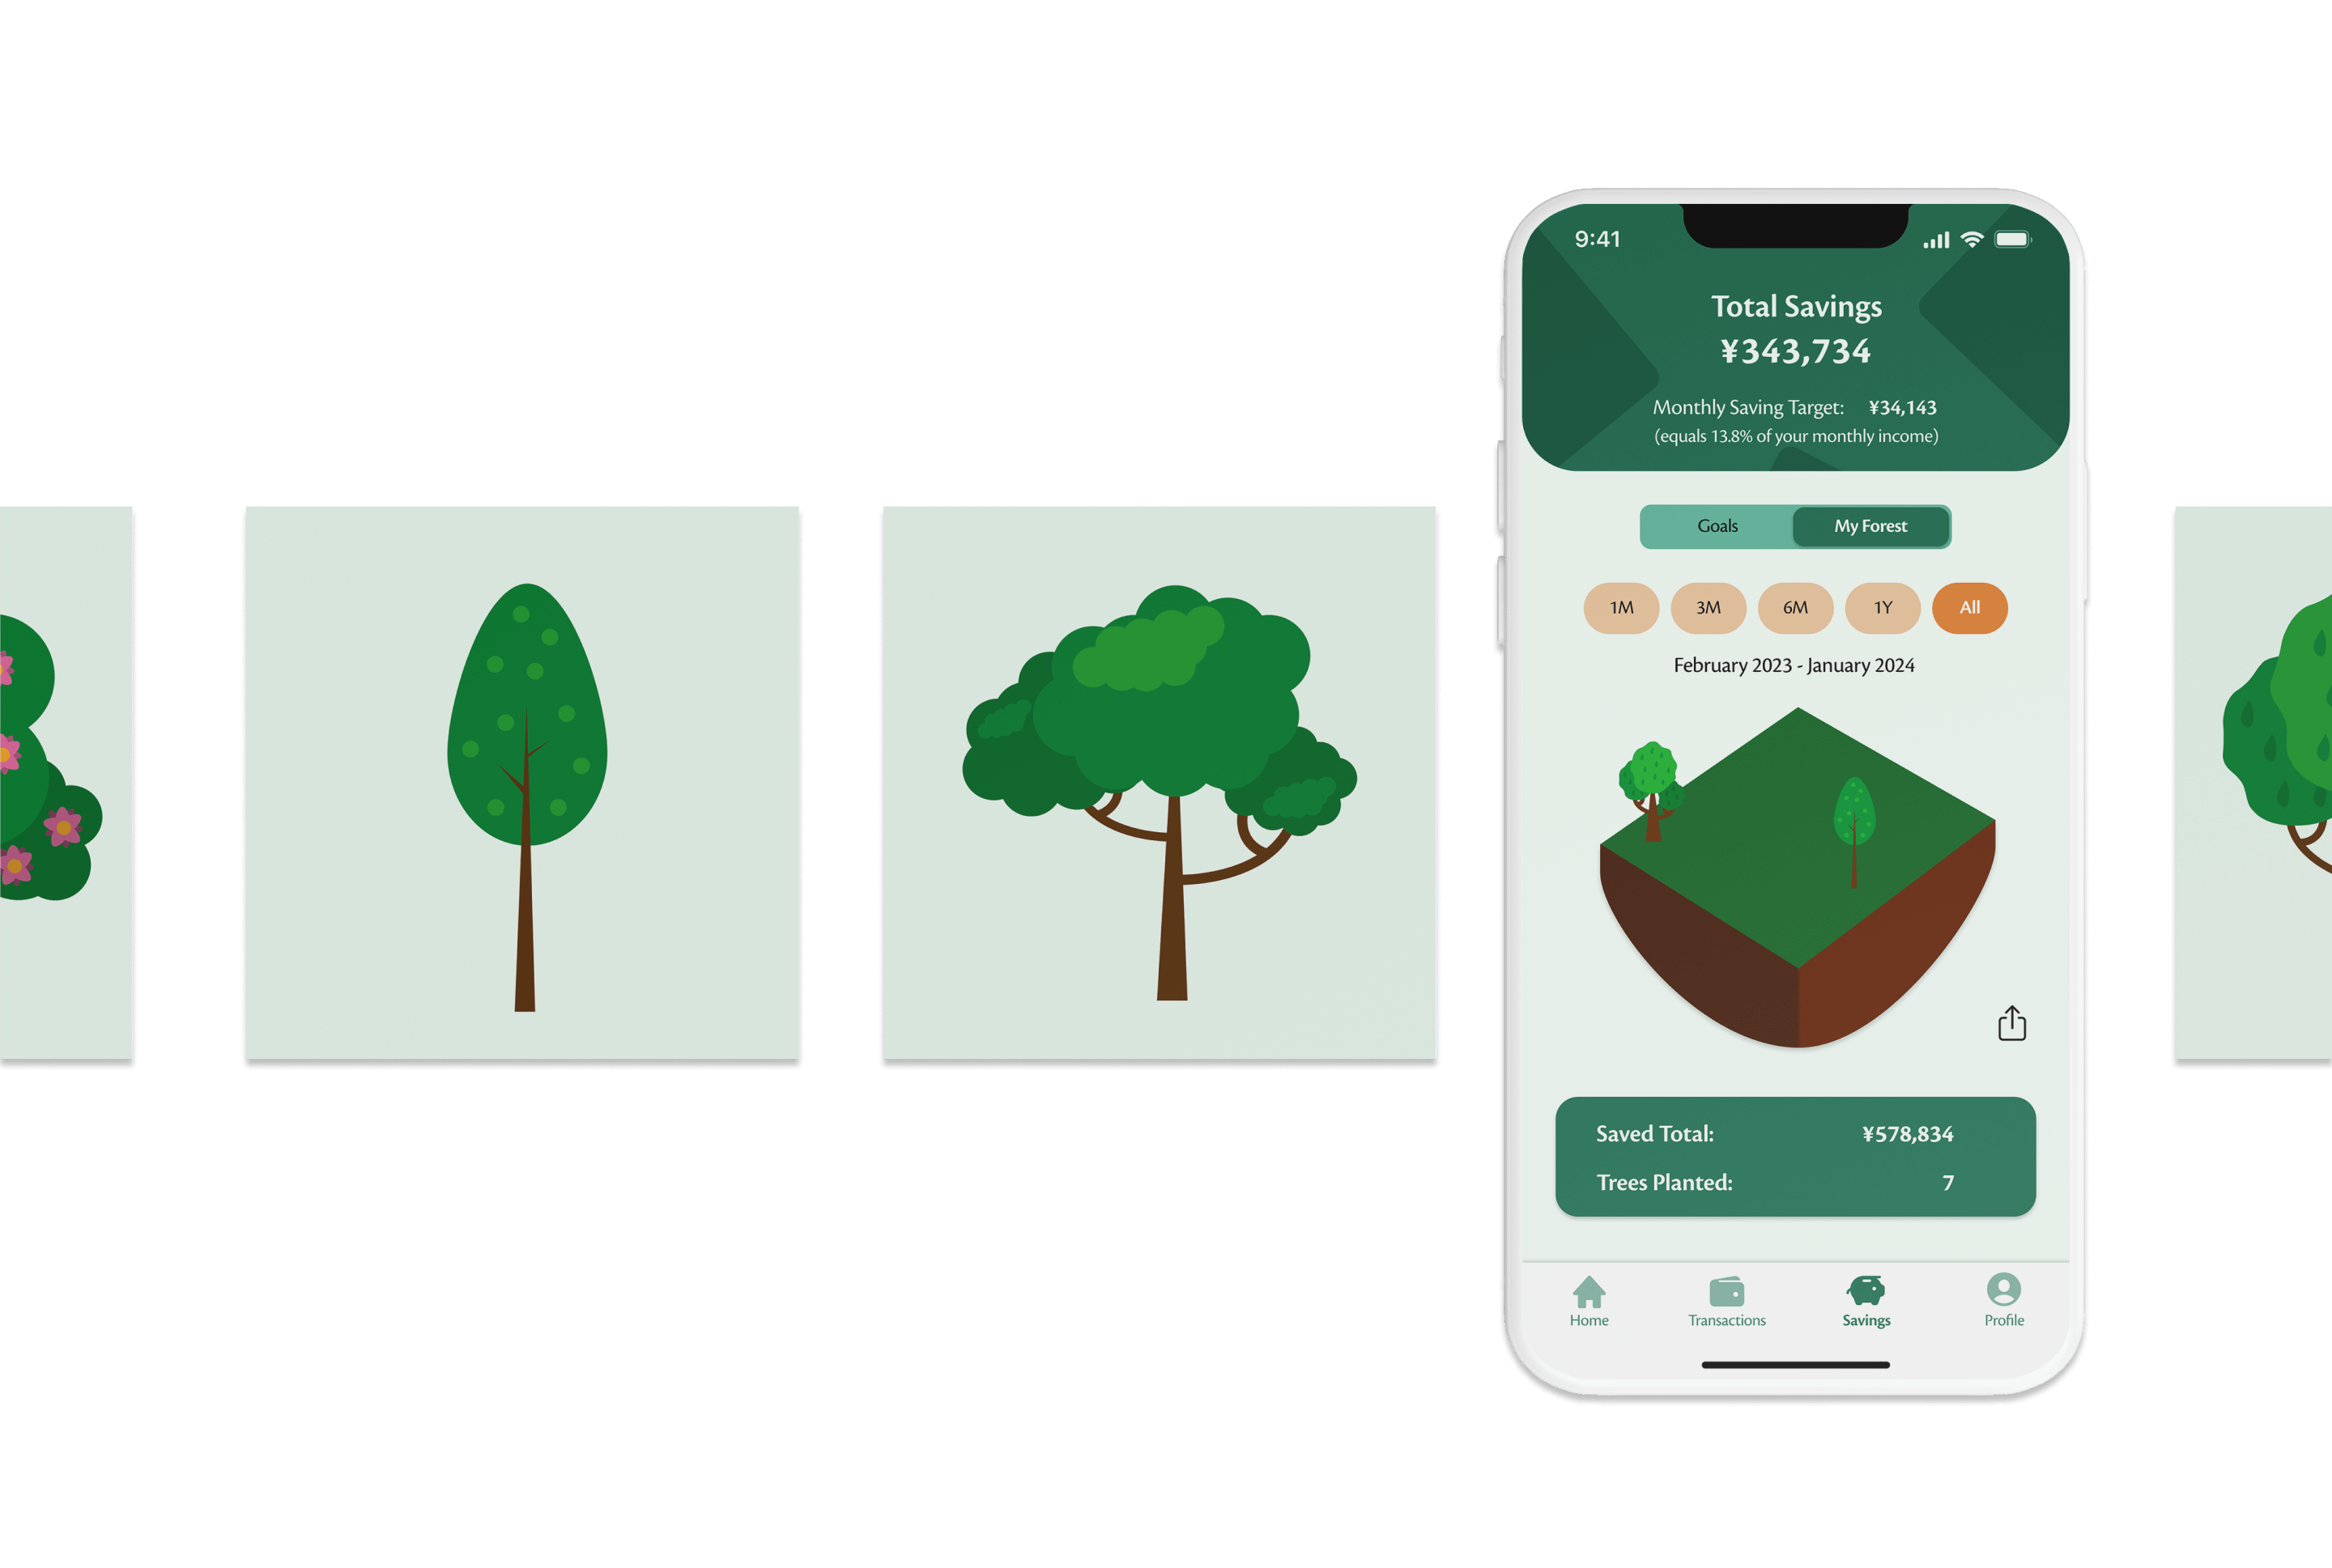 9:41
Total Savings
¥343,734
Monthly Saving Target: ¥34,143
(equals 13.8% of your monthly income)
Goals My Forest
1M 3M 6M 1Y All
February 2023 - January 2024
Saved Total: ¥578,834
Trees Planted: 7
Home Transactions Savings Profile